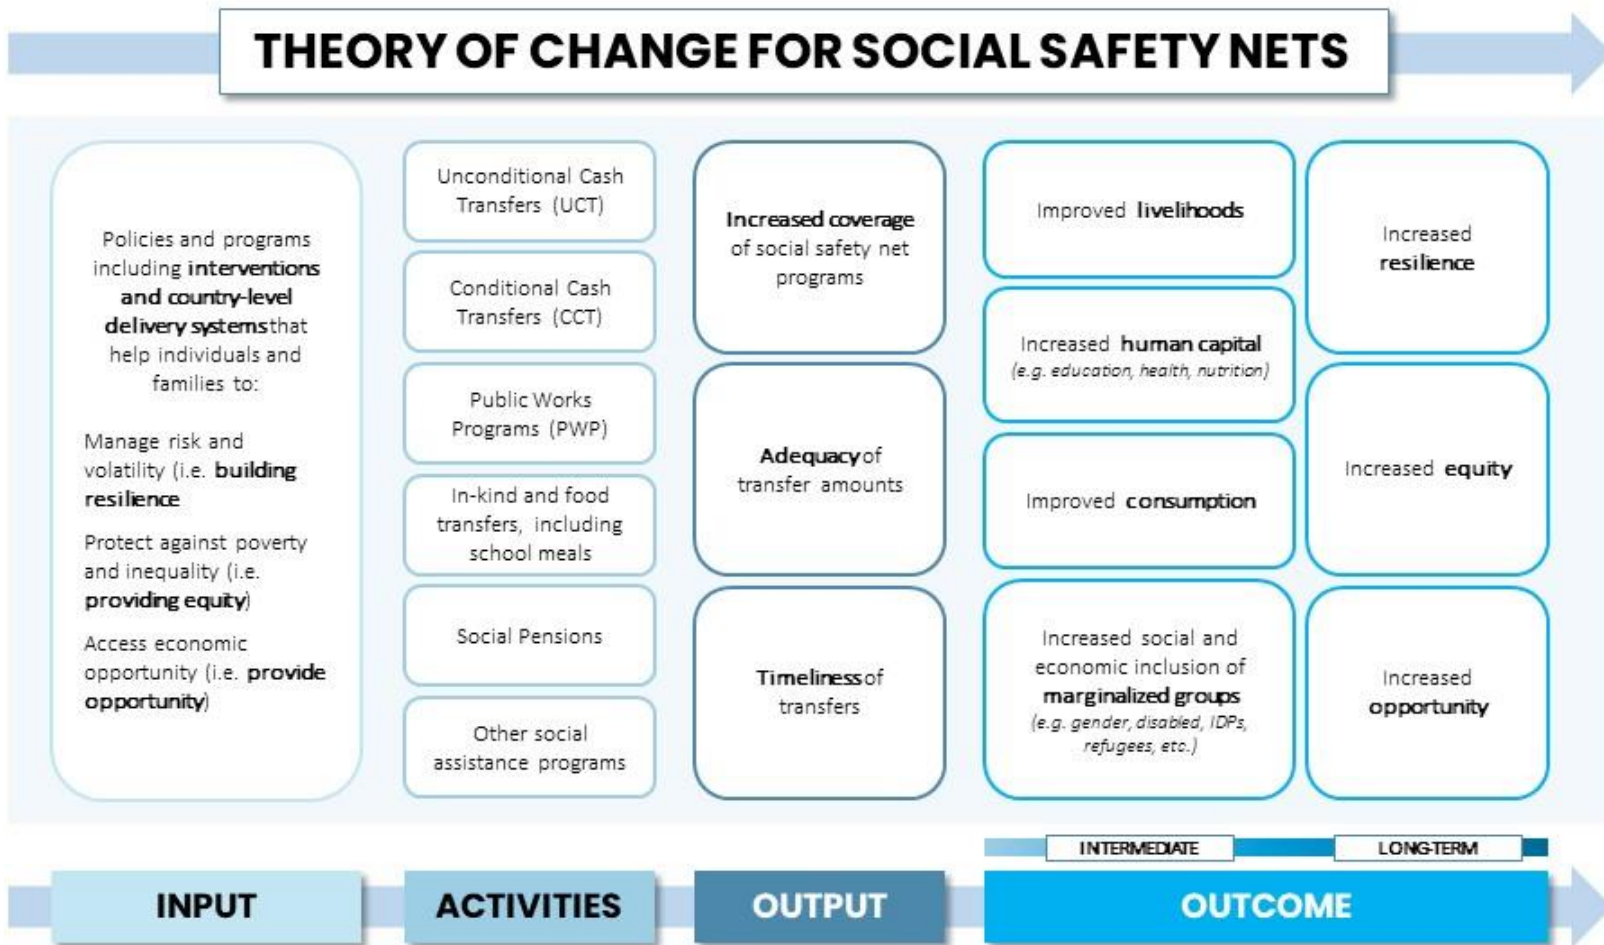 THEORY OF CHANGE FOR SOCIAL SAFETY NETS
Policies and programs
including interventions
and country-level
delivery systems that
help individuals and
families to:
Manage risk and
volatility (i.e. building
resilience
Protect against poverty
and inequality (i.e.
providing equity)
Access economic
opportunity (i.e. provide
opportunity)
Unconditional Cash
Transfers (UCT)
Conditional Cash
Transfers (CCT)
Public Works
Programs (PWP)
In-kind and food
transfers, including
school meals
Social Pensions
Other social
assistance programs
Increased coverage
of social safety net
programs
Adequacy of
transfer amounts
Timeliness of
transfers
Improved livelihoods
Increased human capital
(e.g. education, health, nutrition)
Improved consumption
Increased social and
economic inclusion of
marginalized groups
(e.g. gender, disabled, IDPs,
refugees, etc.)
Increased
resilience
Increased equity
Increased
opportunity
INTERMEDIATE
LONG-TERM
INPUT
ACTIVITIES
OUTPUT
OUTCOME